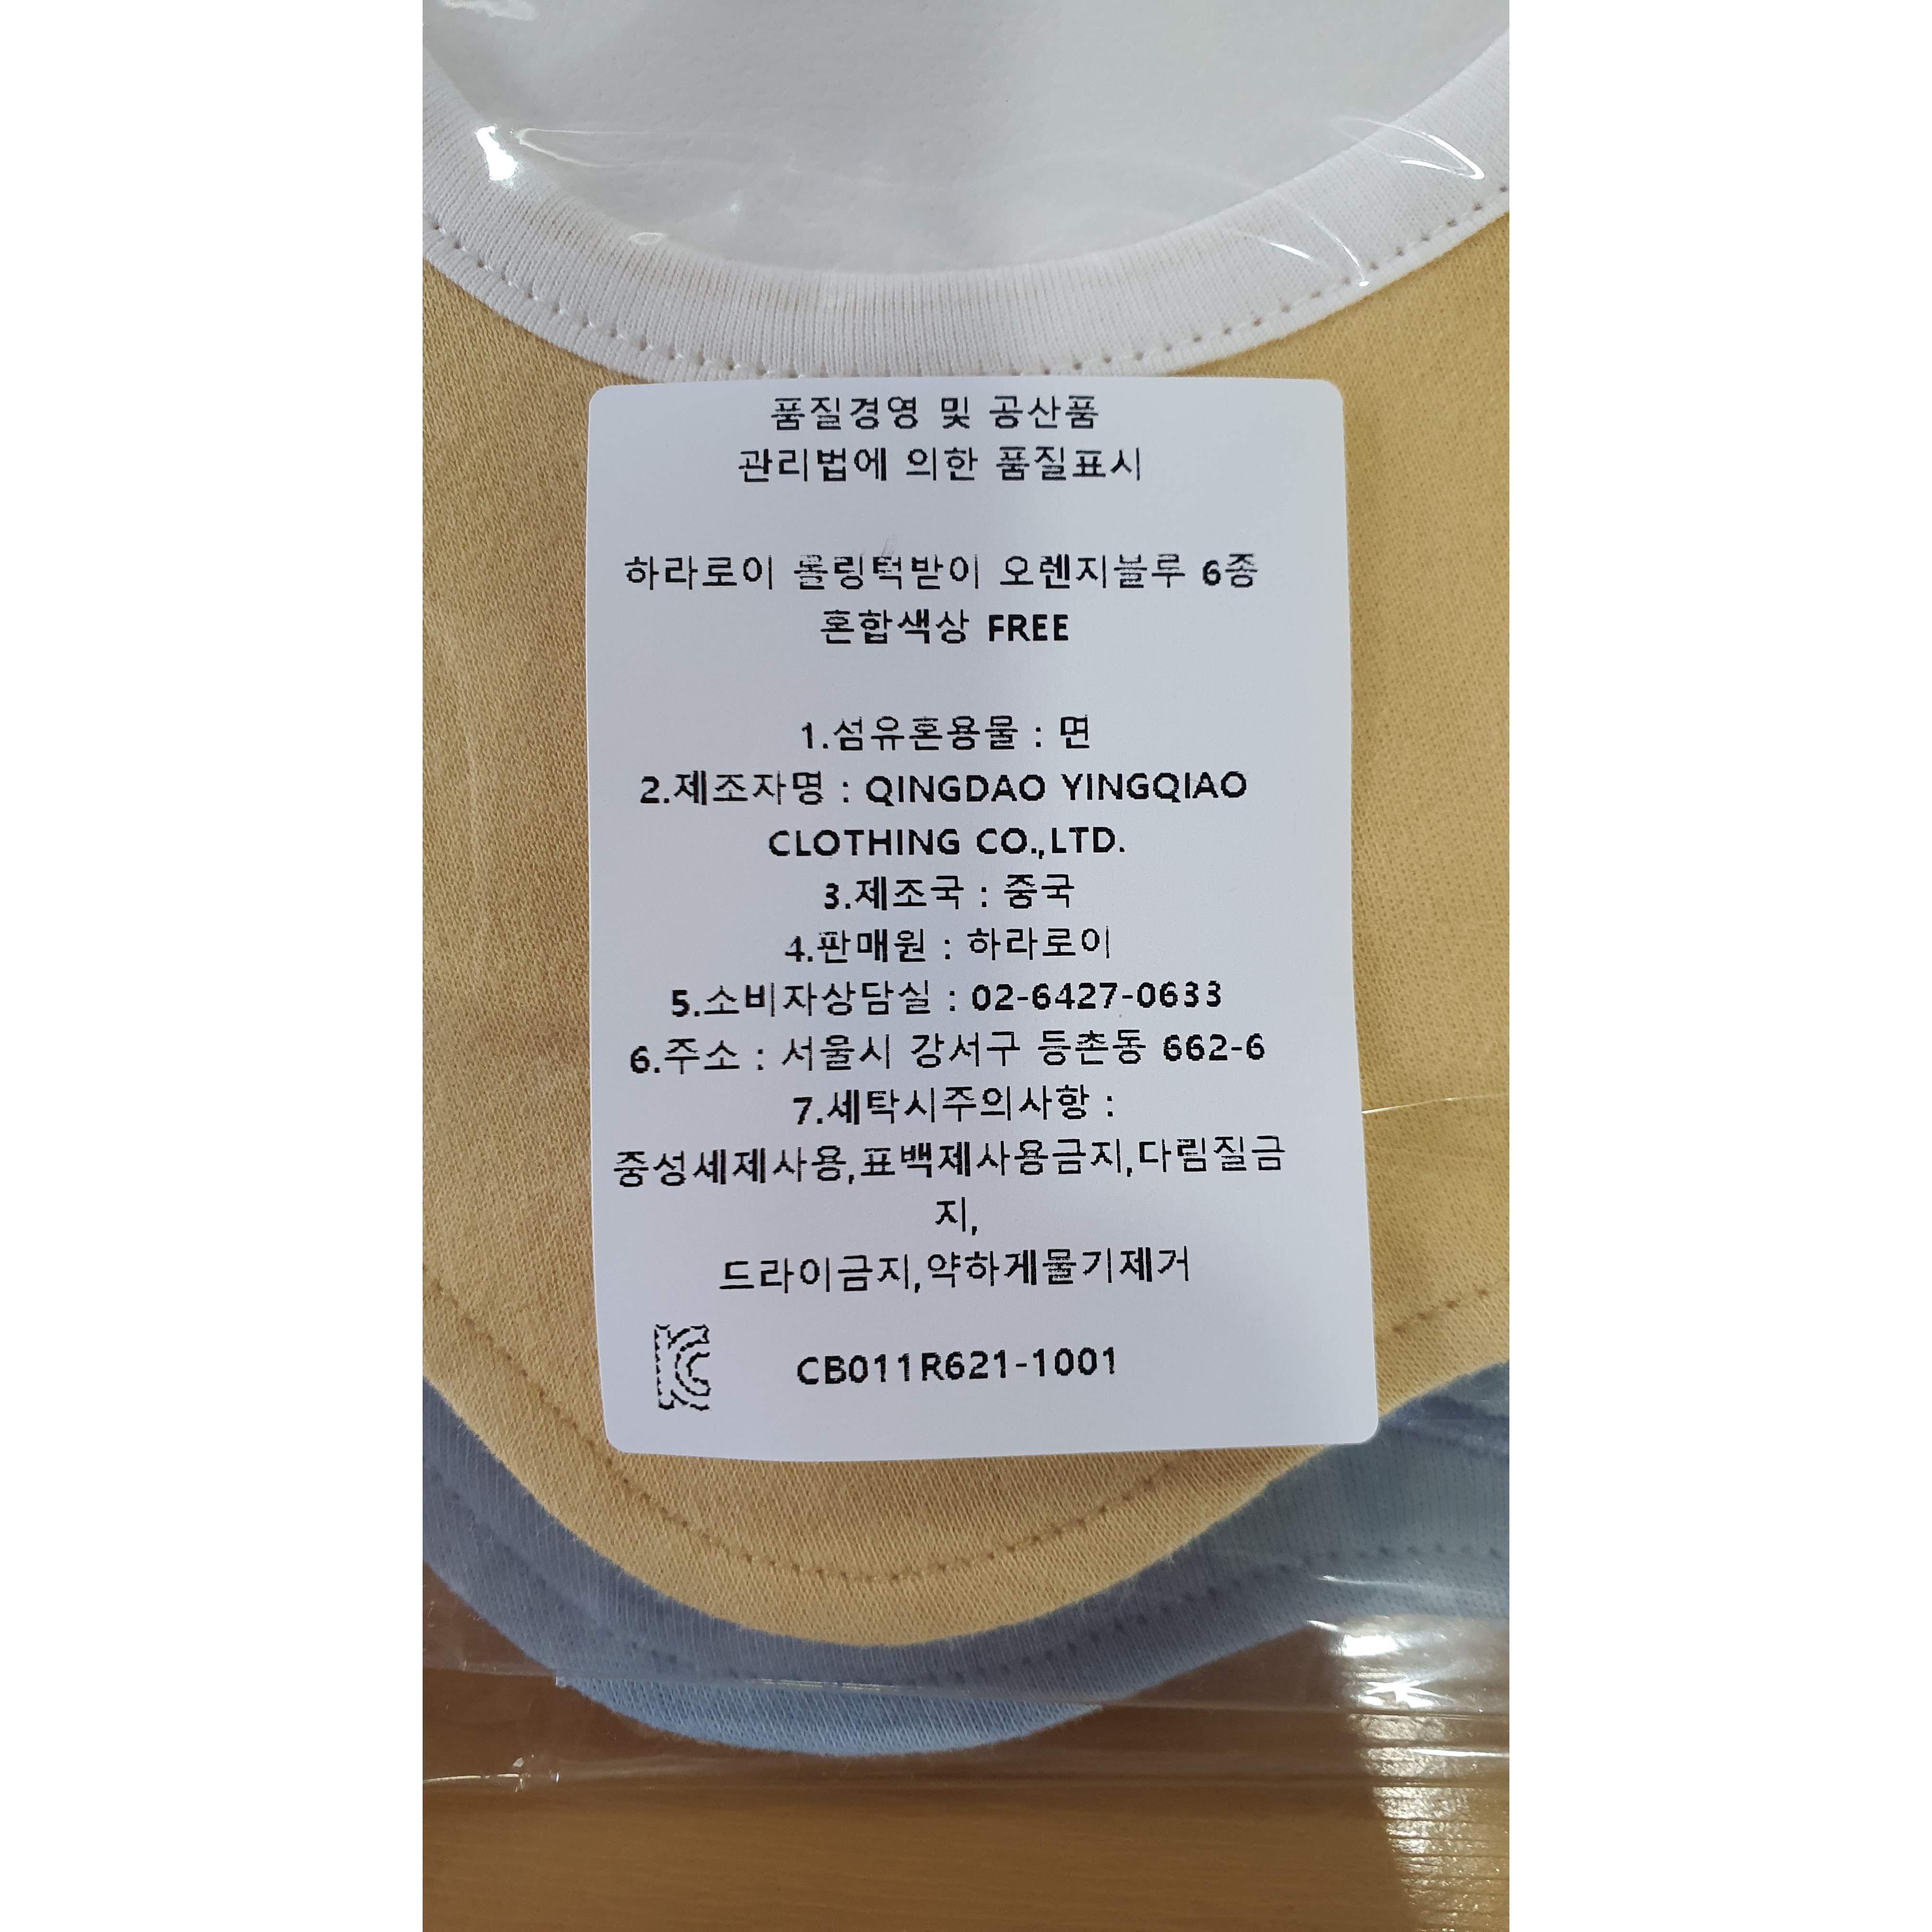 품질경영 및 공산품
관리법에 의한 품질표시
하라로이 롤링턱받이 오렌지블루 6종
혼합색상 FREE
1.섬유혼용물 : 면
2.제조자명 : QINGDAO YINGQIAO
CLOTHING CO.,LTD.
3.제조국 : 중국
4.판매원 : 하라로이
5.소비자상담실 : 02-6427-0633
6.주소 : 서울시 강서구 등촌동 662-6
7.세탁시주의사항 :
중성세제사용,표백제사용금지,다림질금
지,
드라이금지,약하게물기제거
KC CB011R621-1001